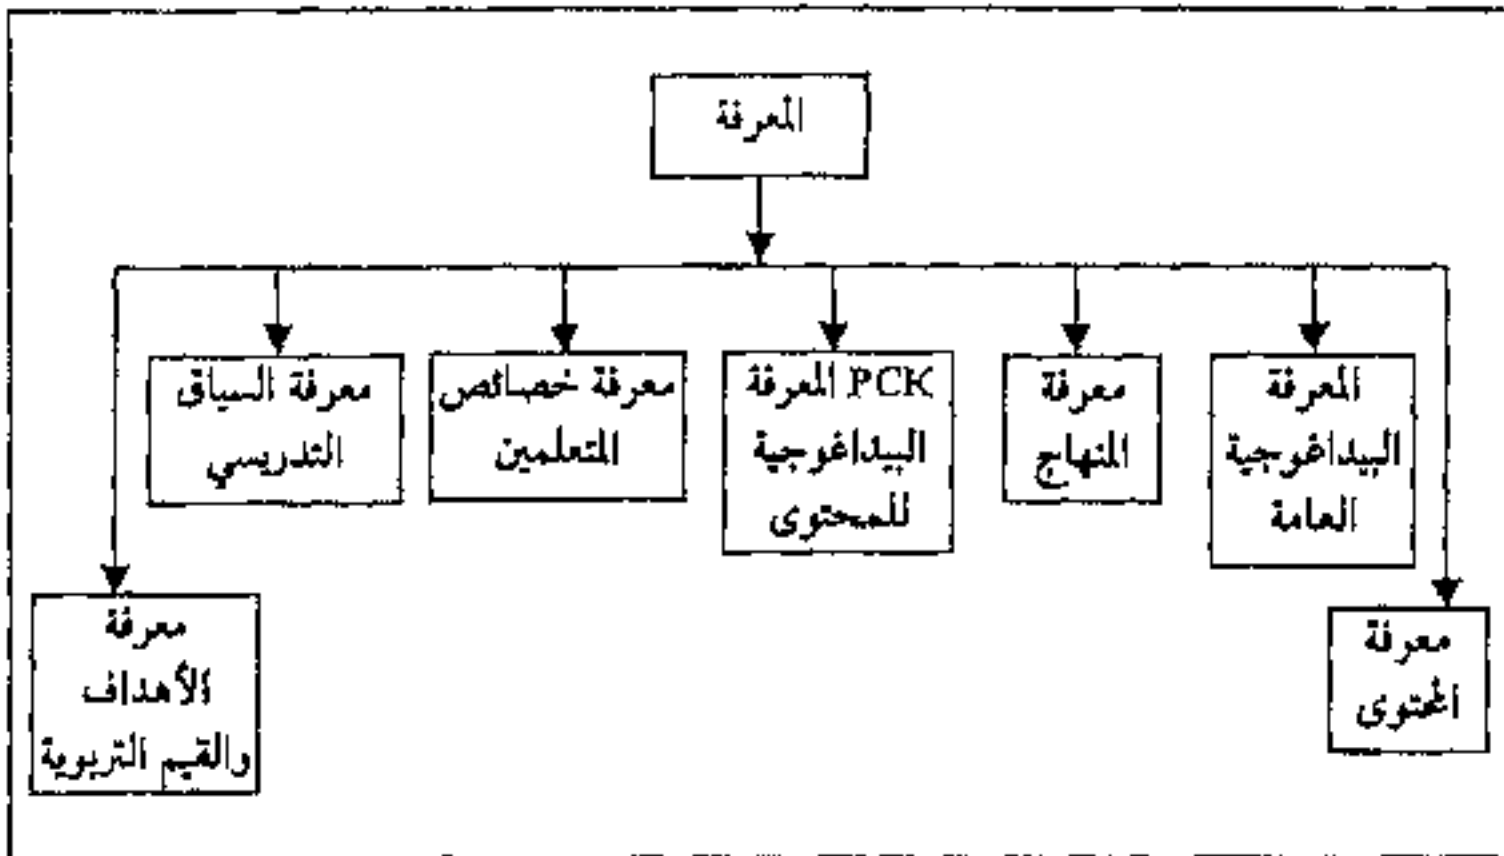 المعرفة
المعرفة
البيداغوجية
العامة
معرفة
المنهاج
PCK المعرفة
البيداغوجية
للمحتوى
معرفة خصائص
المتعلمين
معرفة السياق
التدريسي
معرفة
المحتوى
معرفة
الأهداف
والقيم التربوية